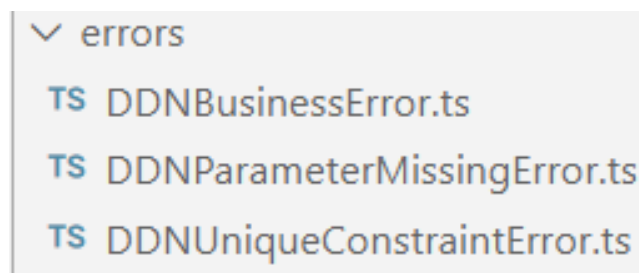 errors
TS DDNBusinessError.ts
TS DDNParameterMissingError.ts
TS DDNUniqueConstraintError.ts